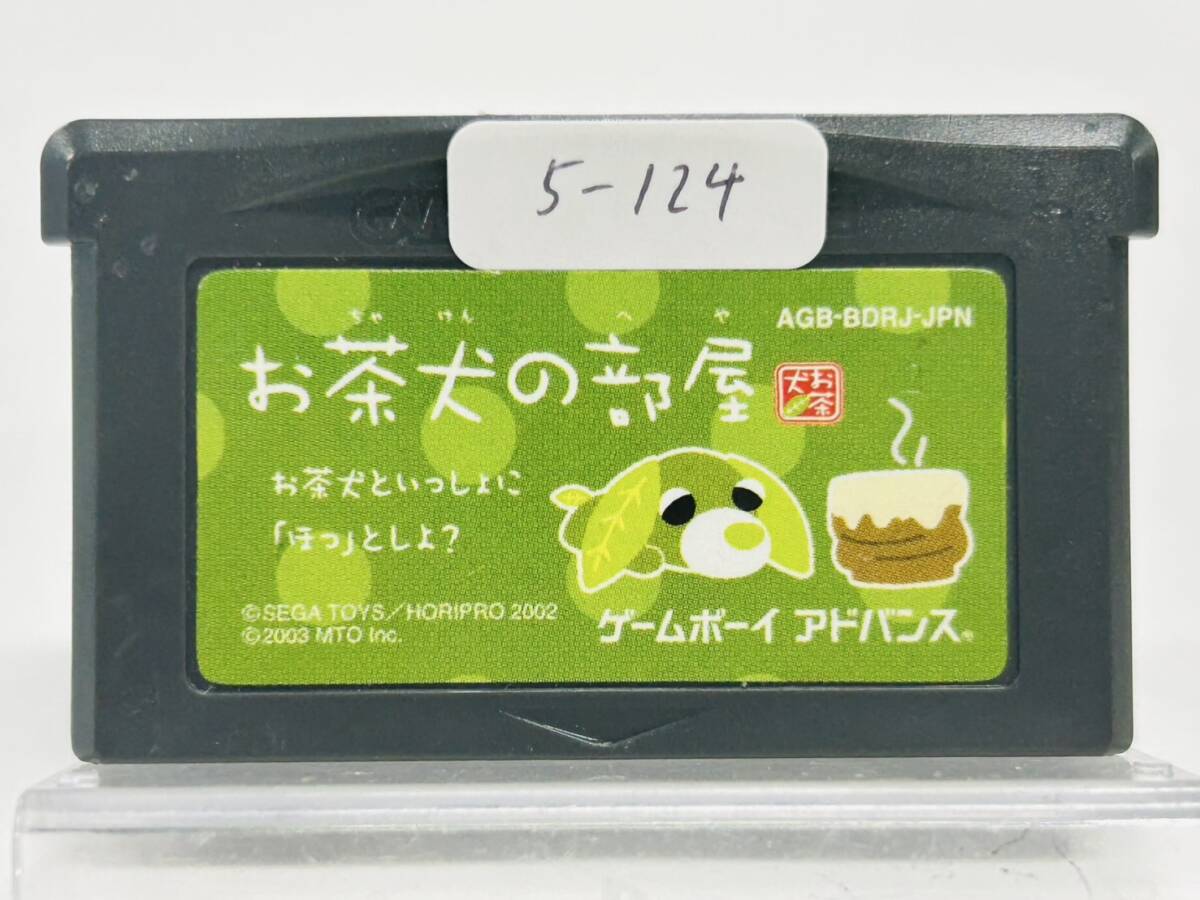 5-124
AGB-BDRJ-JPN
ちゃ けん へ や
お茶犬の部屋
お茶犬
お茶犬といっしょに
「ほっ」としよ?
©SEGA TOYS/HORIPRO 2002
©2003 MTO Inc.
ゲームボーイ アドバンス